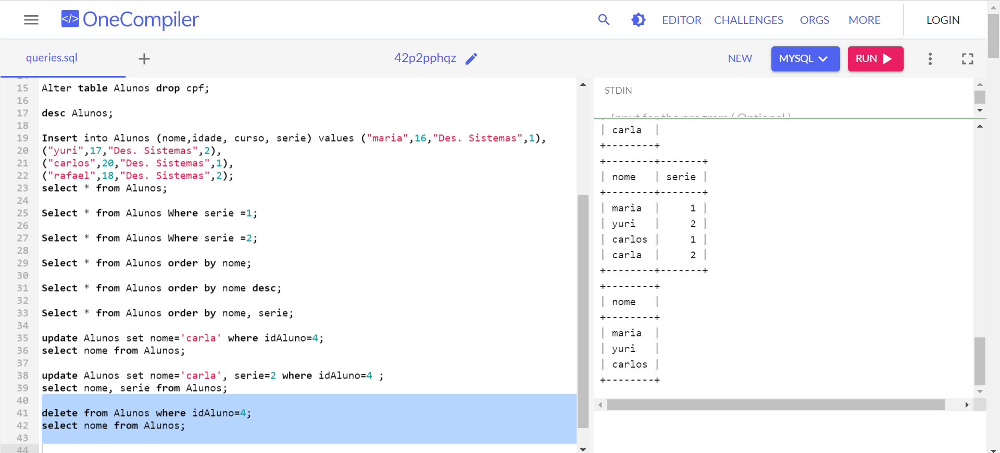 </> OneCompiler
EDITOR CHALLENGES ORGS MORE LOGIN
queries.sql
42p2pphqz
NEW MYSQL RUN
15 Alter table Alunos drop cpf;
16
17 desc Alunos;
18
19 Insert into Alunos (nome,idade, curso, serie) values ("maria",16,"Des. Sistemas",1),
20 ("yuri",17,"Des. Sistemas",2),
21 ("carlos",20,"Des. Sistemas",1),
22 ("rafael",18,"Des. Sistemas",2);
23 select * from Alunos;
24
25 Select * from Alunos Where serie =1;
26
27 Select * from Alunos Where serie =2;
28
29 Select * from Alunos order by nome;
30
31 Select * from Alunos order by nome desc;
32
33 Select * from Alunos order by nome, serie;
34
35 update Alunos set nome='carla' where idAluno=4;
36 select nome from Alunos;
37
38 update Alunos set nome='carla', serie=2 where idAluno=4 ;
39 select nome, serie from Alunos;
40
41 delete from Alunos where idAluno=4;
42 select nome from Alunos;
43
44
STDIN
Input for the program ( Optional )
| carla  |
+--------+
+--------+-------+
| nome   | serie |
+--------+-------+
| maria  |     1 |
| yuri   |     2 |
| carlos |     1 |
| carla  |     2 |
+--------+-------+
+--------+
| nome   |
+--------+
| maria  |
| yuri   |
| carlos |
+--------+